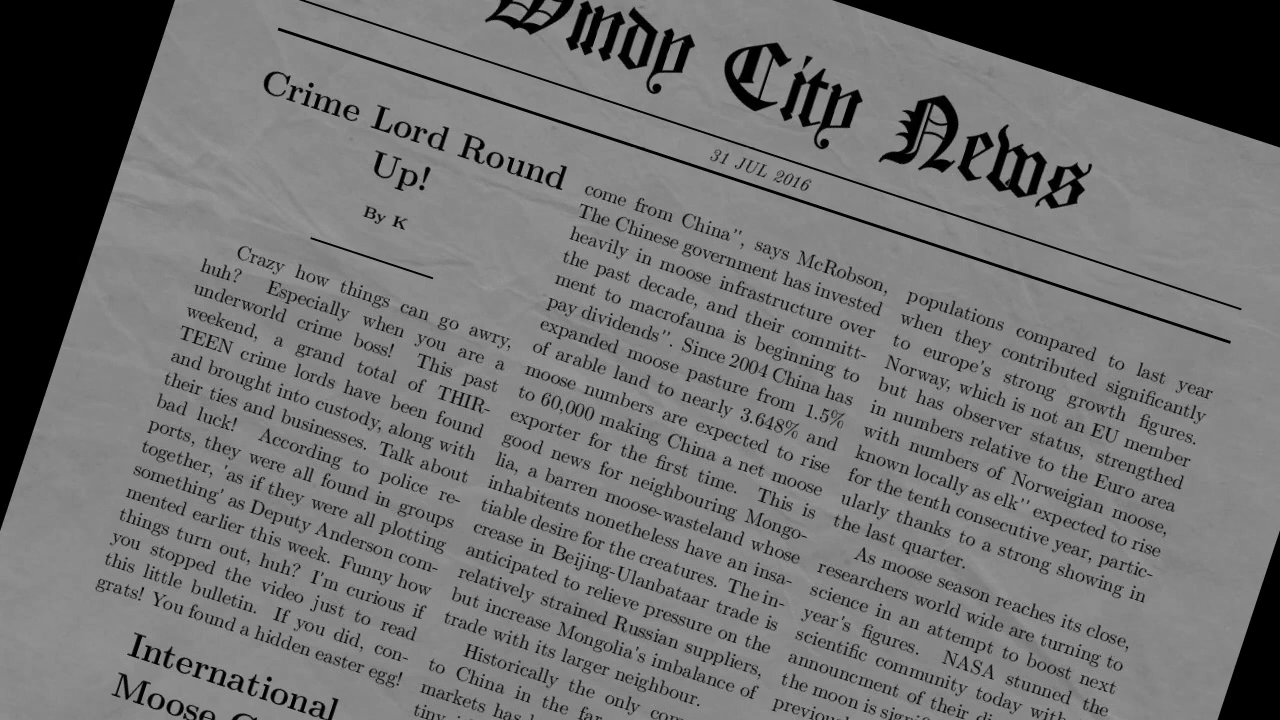 Windy City News
31 JUL 2016
Crime Lord Round
Up!
By K
Crazy how things can go awry,
huh? Especially when you are a
underworld crime boss! This past
weekend, a grand total of THIR-
TEEN crime lords have been found
and brought into custody, along with
their ties and businesses. Talk about
bad luck! According to police re-
ports, they were all found in groups
together, 'as if they were all plotting
something' as Deputy Anderson com-
mented earlier this week. Funny how
things turn out, huh? I'm curious if
you stopped the video just to read
this little bulletin. If you did, con-
grats! You found a hidden easter egg!
International
Moose
come from China", says McRobson,
The Chinese government has invested
heavily in moose infrastructure over
the past decade, and their committ-
ment to macrofauna is beginning to
pay dividends". Since 2004 China has
expanded moose pasture from 1.5%
of arable land to nearly 3.648% and
moose numbers are expected to rise
to 60,000 making China a net moose
exporter for the first time. This is
good news for neighbouring Mongo-
lia, a barren moose-wasteland whose
inhabitents nonetheless have an insa-
tiable desire for the creatures. The in-
crease in Beijing-Ulanbataar trade is
anticipated to relieve pressure on the
relatively strained Russian suppliers,
but increase Mongolia's imbalance of
trade with its larger neighbour.
Historically the only
to China in the far
markets has
tiny
populations compared to last year
when they contributed significantly
to europe's strong growth figures.
Norway, which is not an EU member
but has observer status, strengthed
in numbers relative to the Euro area
with numbers of Norweigian moose,
known locally as elk" expected to rise
for the tenth consecutive year, partic-
ularly thanks to a strong showing in
the last quarter.
As moose season reaches its close,
researchers world wide are turning to
science in an attempt to boost next
year's figures. NASA stunned the
scientific community today with
announcment of their
the moon is